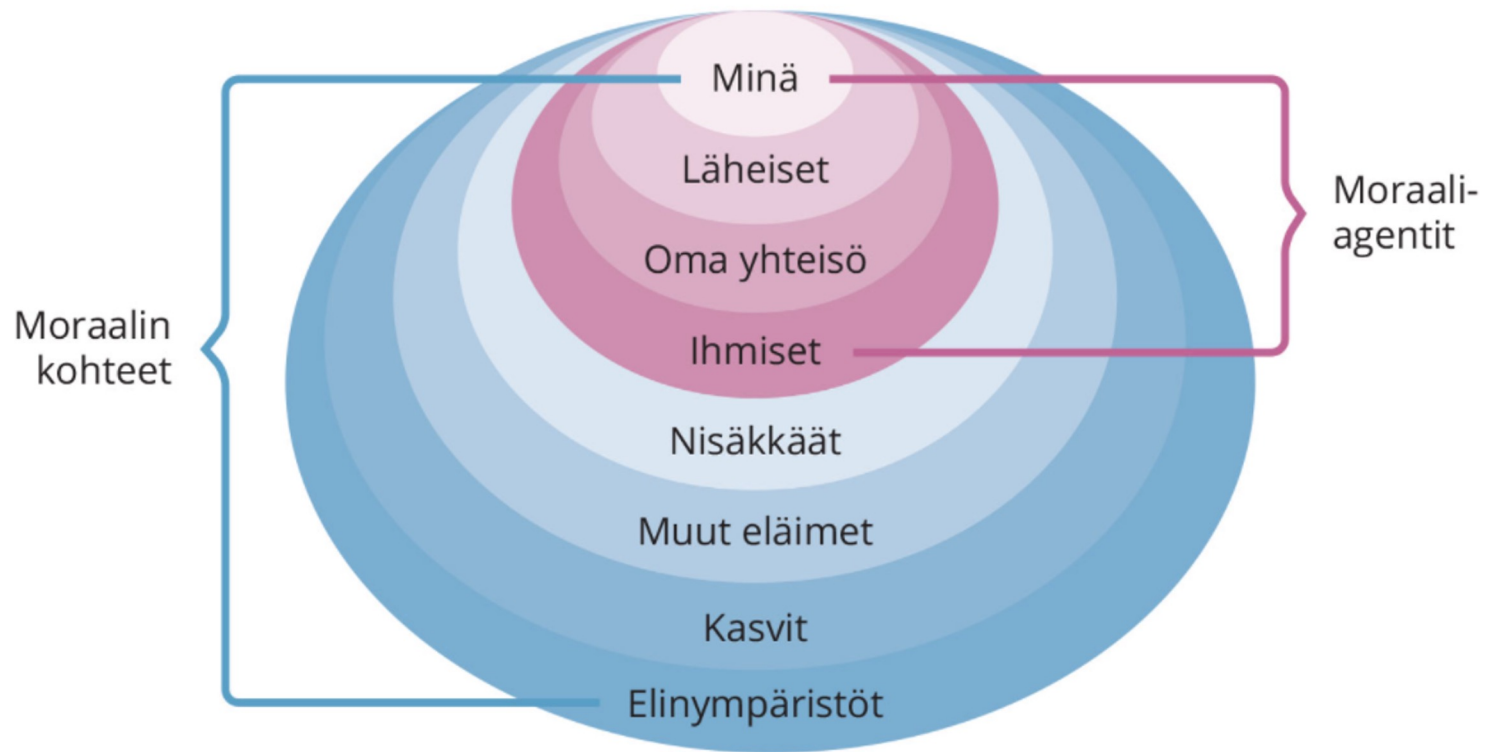 Minä
Läheiset
Oma yhteisö
Ihmiset
Nisäkkäät
Muut eläimet
Kasvit
Elinympäristöt
Moraalin
kohteet
Moraali-
agentit